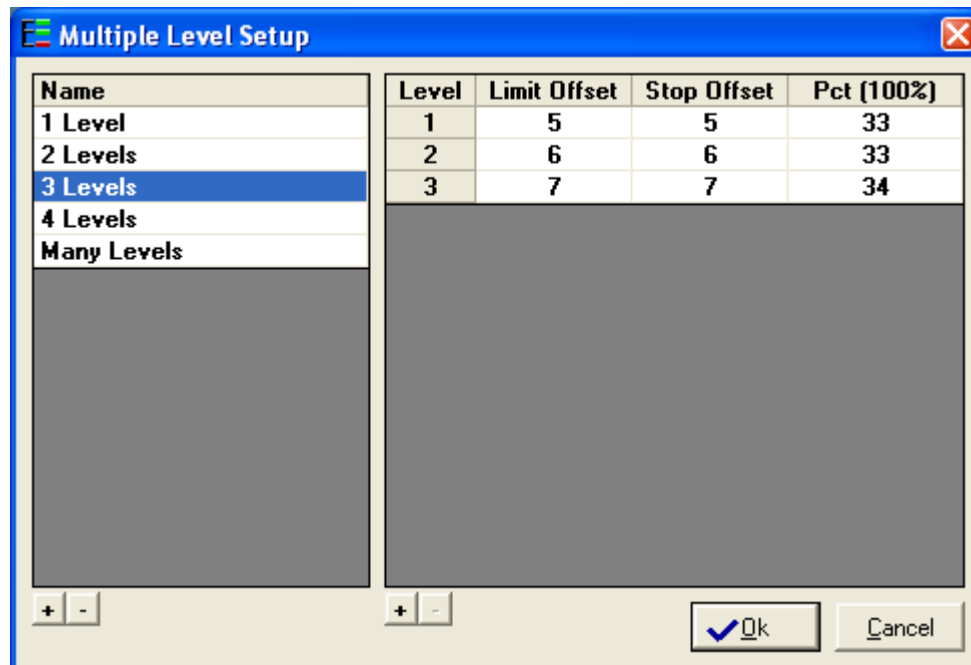 Multiple Level Setup
Name
1 Level
2 Levels
3 Levels
4 Levels
Many Levels
Level Limit Offset Stop Offset Pct (100%)
1 5 5 33
2 6 6 33
3 7 7 34
+ -
+ -
Ok Cancel